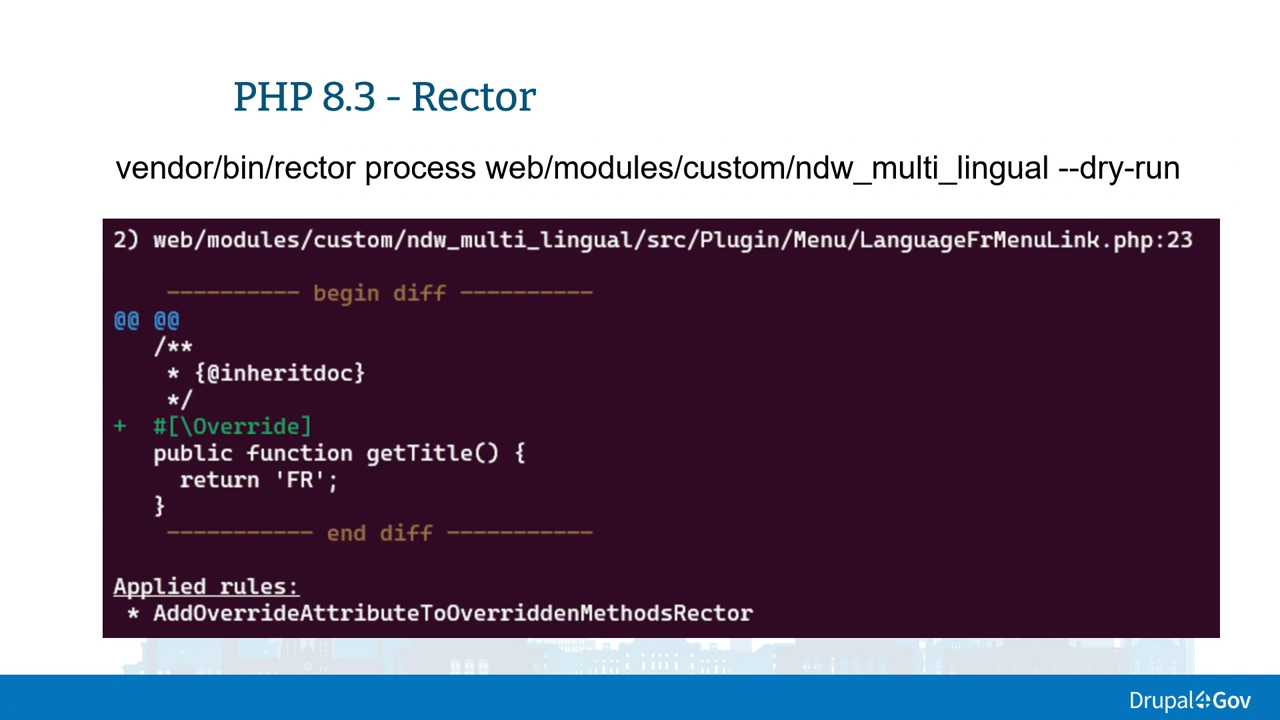 PHP 8.3 - Rector
vendor/bin/rector process web/modules/custom/ndw_multi_lingual --dry-run
2) web/modules/custom/ndw_multi_lingual/src/Plugin/Menu/LanguageFrMenuLink.php:23
---------- begin diff ----------
@@ @@
/**
* {@inheritdoc}
*/
+ #[\Override]
public function getTitle() {
return 'FR';
}
----------- end diff -----------
Applied rules:
* AddOverrideAttributeToOverriddenMethodsRector
Drupal4Gov